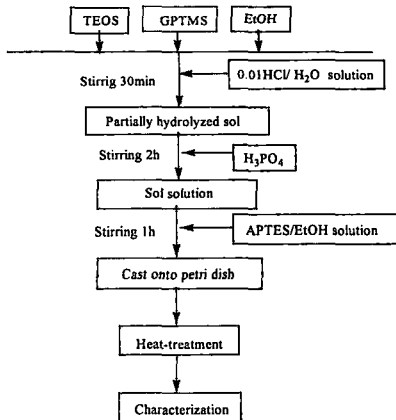 TEOS GPTMS EtOH
Stirrig 30min
0.01HCl/ H₂O solution
Partially hydrolyzed sol
Stirring 2h
H₃PO₄
Sol solution
Stirring 1h
APTES/EtOH solution
Cast onto petri dish
Heat-treatment
Characterization